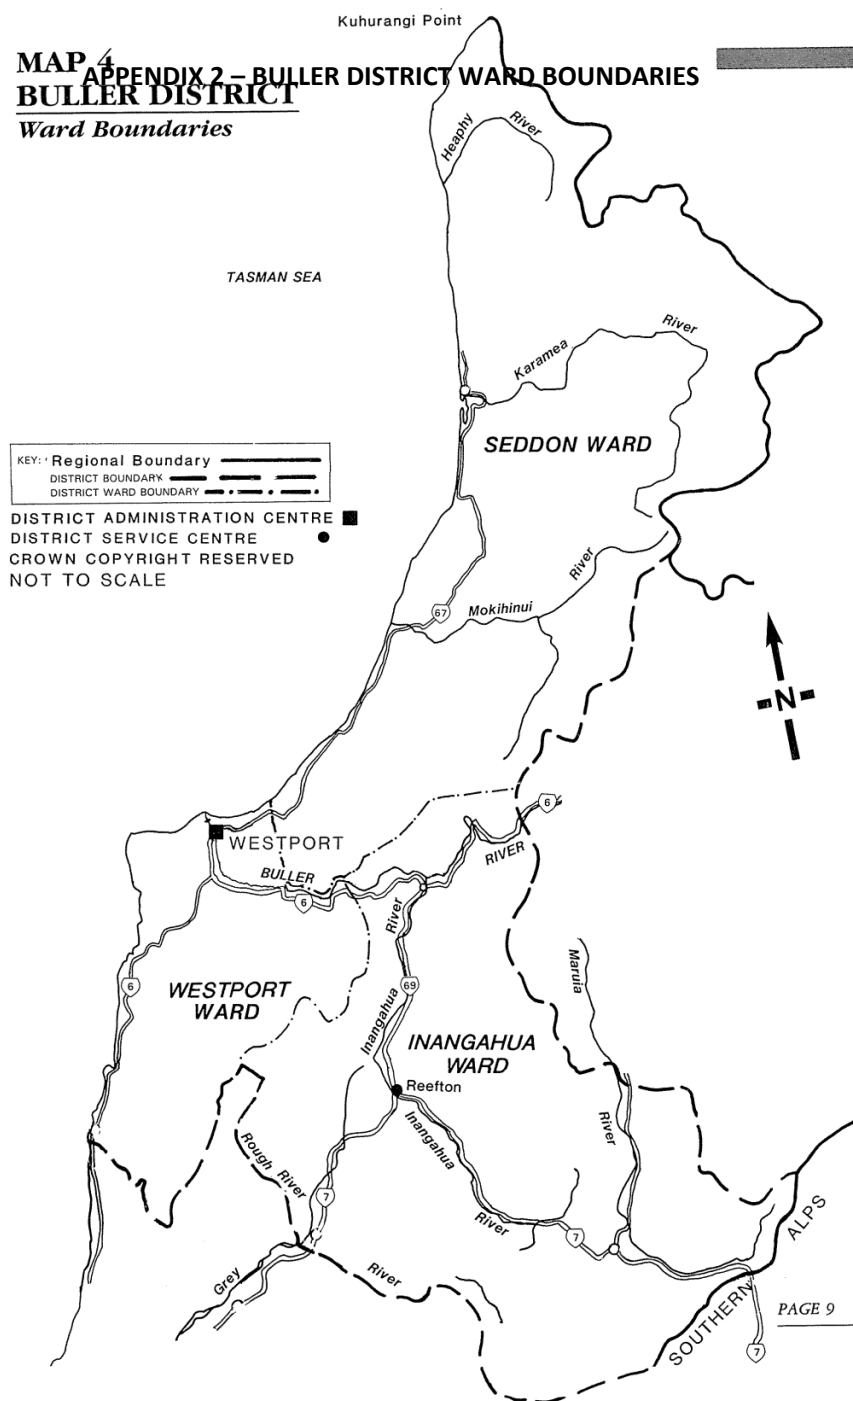 Kuhurangi Point
MAP 4
APPENDIX 2 – BULLER DISTRICT WARD BOUNDARIES
BULLER DISTRICT
Ward Boundaries
Heaphy
River
TASMAN SEA
River
Karamea
SEDDON WARD
KEY: Regional Boundary
DISTRICT BOUNDARY
DISTRICT WARD BOUNDARY
DISTRICT ADMINISTRATION CENTRE
DISTRICT SERVICE CENTRE
CROWN COPYRIGHT RESERVED
NOT TO SCALE
River
67
Mokihinui
N
6
WESTPORT
RIVER
BULLER
6
River
Maruia
6
69
WESTPORT
WARD
Inangahua
INANGAHUA
WARD
Reefton
River
Inangahua
Rough River
7
River
7
ALPS
Grey
River
SOUTHERN
PAGE 9
7